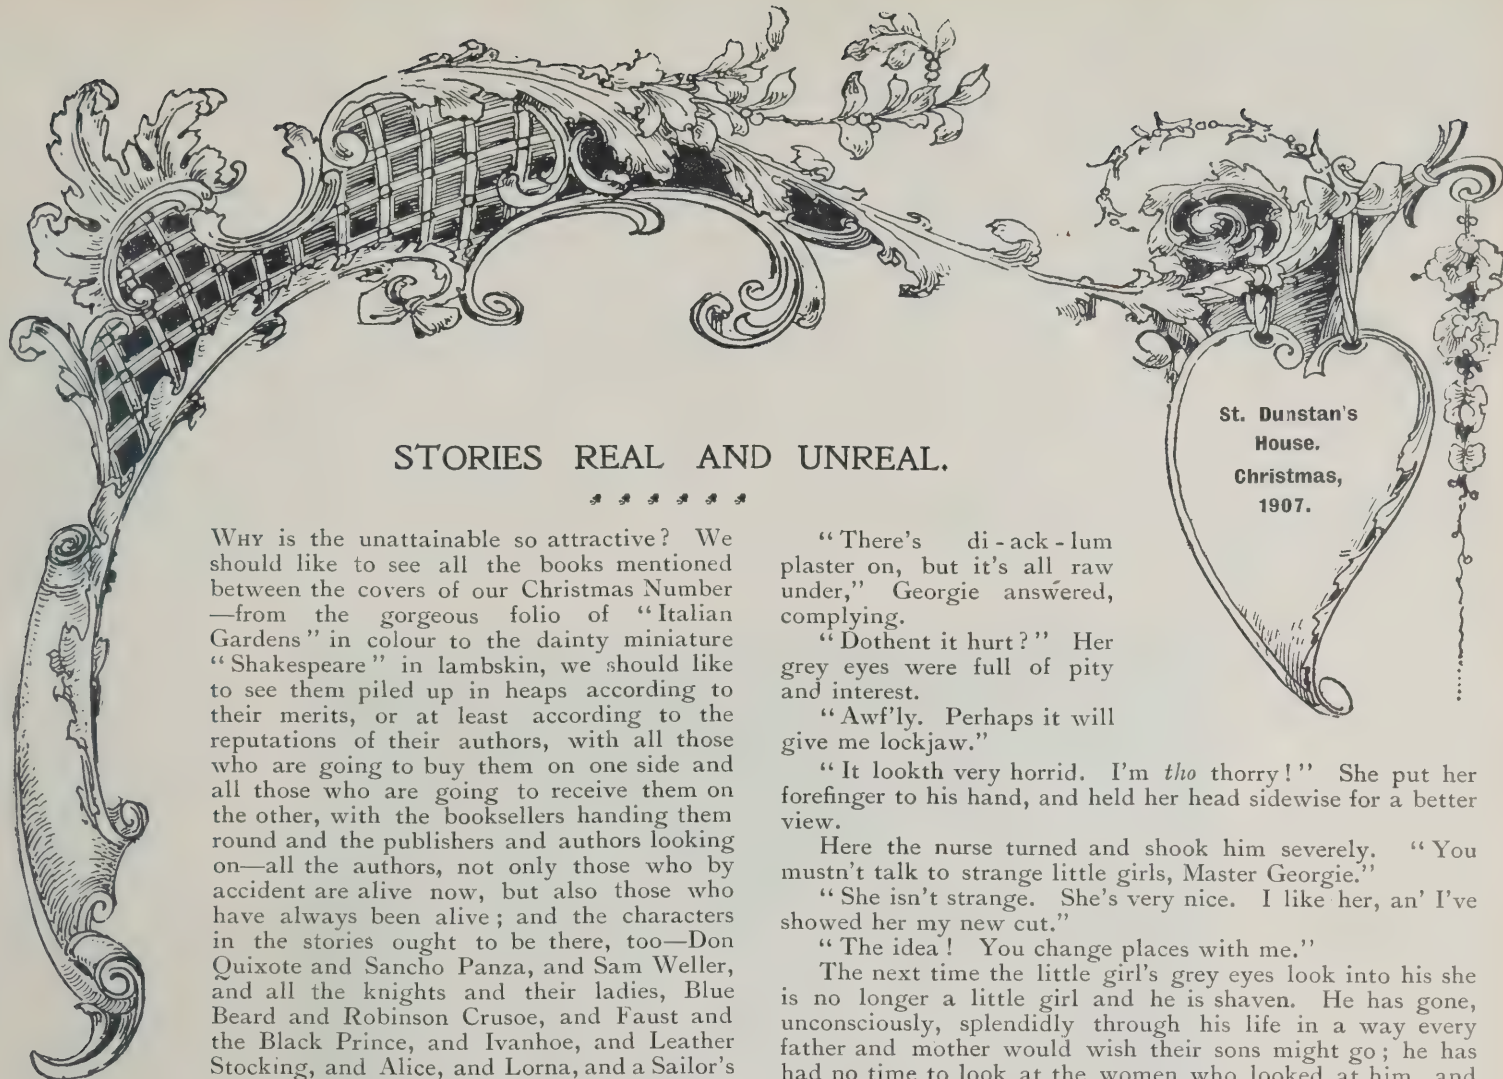 STORIES REAL AND UNREAL.
WHY is the unattainable so attractive? We
should like to see all the books mentioned
between the covers of our Christmas Number
—from the gorgeous folio of “Italian
Gardens” in colour to the dainty miniature
“Shakespeare” in lambskin, we should like
to see them piled up in heaps according to
their merits, or at least according to the
reputations of their authors, with all those
who are going to buy them on one side and
all those who are going to receive them on
the other, with the booksellers handing them
round and the publishers and authors looking
on—all the authors, not only those who by
accident are alive now, but also those who
have always been alive; and the characters
in the stories ought to be there, too—Don
Quixote and Sancho Panza, and Sam Weller,
and all the knights and their ladies, Blue
Beard and Robinson Crusoe, and Faust and
the Black Prince, and Ivanhoe, and Leather
Stocking, and Alice, and Lorna, and a Sailor's
“There's di-ack-lum
plaster on, but it's all raw
under,” Georgie answered,
complying.
“Dothent it hurt?” Her
grey eyes were full of pity
and interest.
“Awf'ly. Perhaps it will
give me lockjaw.”
“It lookth very horrid. I'm tho thorry!” She put her
forefinger to his hand, and held her head sidewise for a better
view.
Here the nurse turned and shook him severely. “You
mustn't talk to strange little girls, Master Georgie.”
“She isn't strange. She's very nice. I like her, an' I've
showed her my new cut.”
“The idea! You change places with me.”
The next time the little girl's grey eyes look into his she
is no longer a little girl and he is shaven. He has gone,
unconsciously, splendidly through his life in a way every
father and mother would wish their sons might go; he has
had no time to look at the women who looked at him, and
St. Dunstan's
House.
Christmas,
1907.